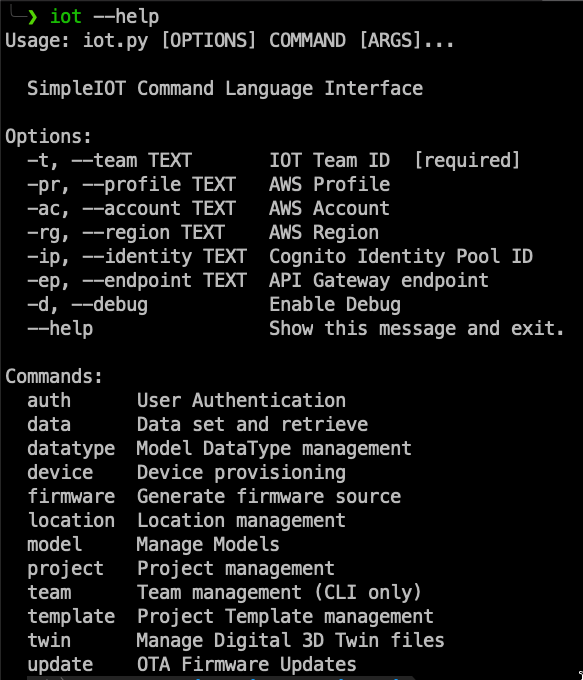 ❯ iot --help
Usage: iot.py [OPTIONS] COMMAND [ARGS]...
SimpleIOT Command Language Interface
Options:
-t, --team TEXT IOT Team ID [required]
-pr, --profile TEXT AWS Profile
-ac, --account TEXT AWS Account
-rg, --region TEXT AWS Region
-ip, --identity TEXT Cognito Identity Pool ID
-ep, --endpoint TEXT API Gateway endpoint
-d, --debug Enable Debug
--help Show this message and exit.
Commands:
auth User Authentication
data Data set and retrieve
datatype Model DataType management
device Device provisioning
firmware Generate firmware source
location Location management
model Manage Models
project Project management
team Team management (CLI only)
template Project Template management
twin Manage Digital 3D Twin files
update OTA Firmware Updates